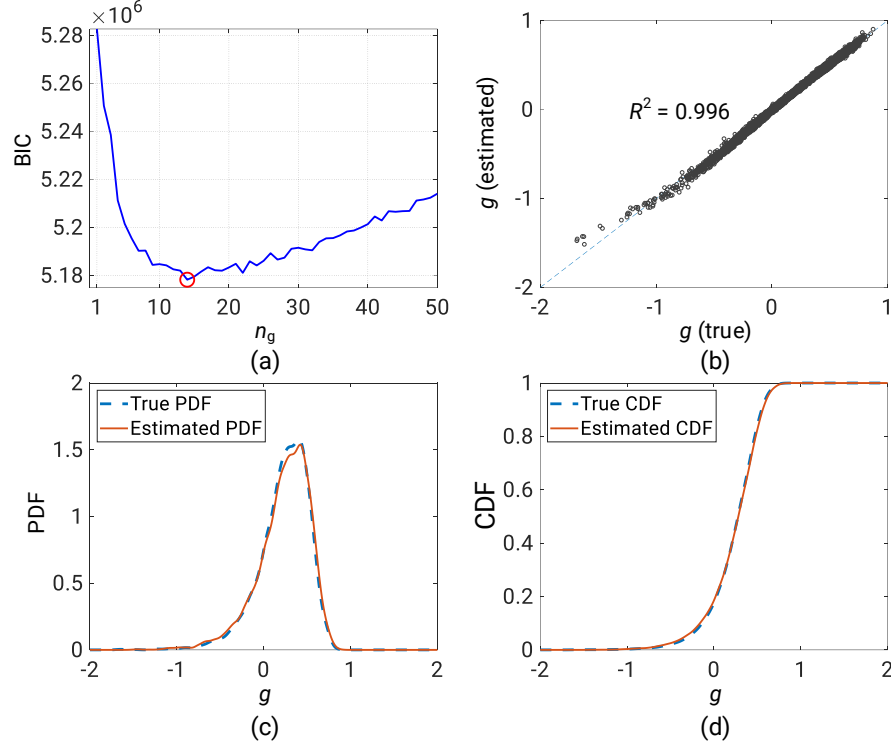 ×10⁶
5.28
5.26
5.24
5.22
5.2
5.18
BIC
1 10 20 30 40 50
n_g
(a)
1
0
-1
-2
g (estimated)
R² = 0.996
-2 -1 0 1
g (true)
(b)
2
1.5
1
0.5
0
PDF
True PDF
Estimated PDF
-2 -1 0 1 2
g
(c)
1
0.8
0.6
0.4
0.2
0
CDF
True CDF
Estimated CDF
-2 -1 0 1 2
g
(d)